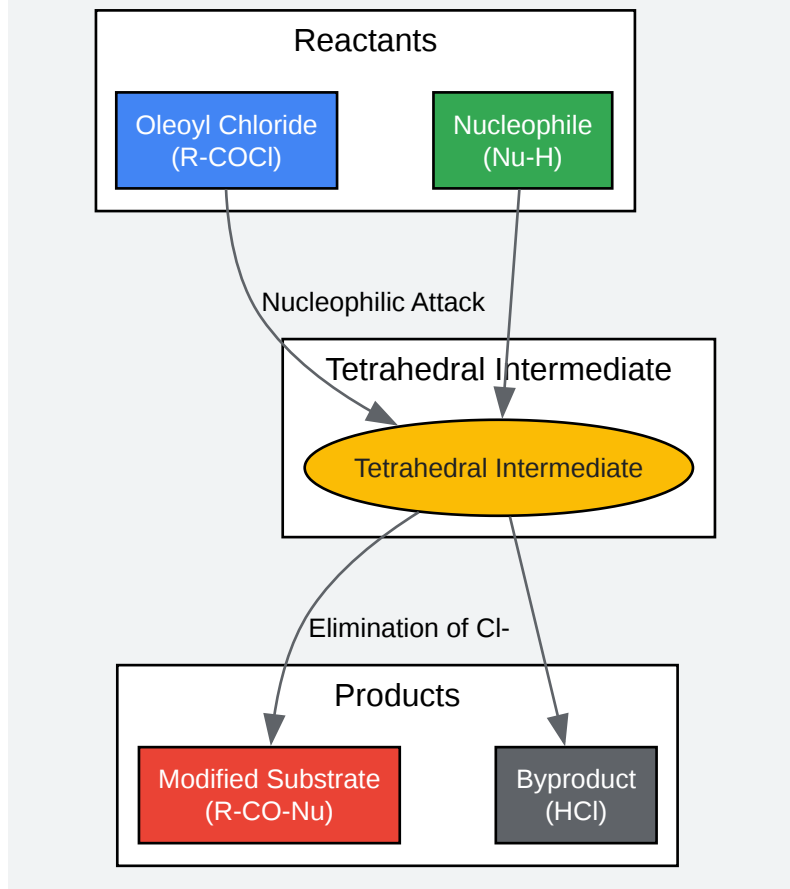 Reactants
Oleoyl Chloride
(R-COCl)
Nucleophile
(Nu-H)
Nucleophilic Attack
Tetrahedral Intermediate
Tetrahedral Intermediate
Elimination of Cl-
Products
Modified Substrate
(R-CO-Nu)
Byproduct
(HCl)